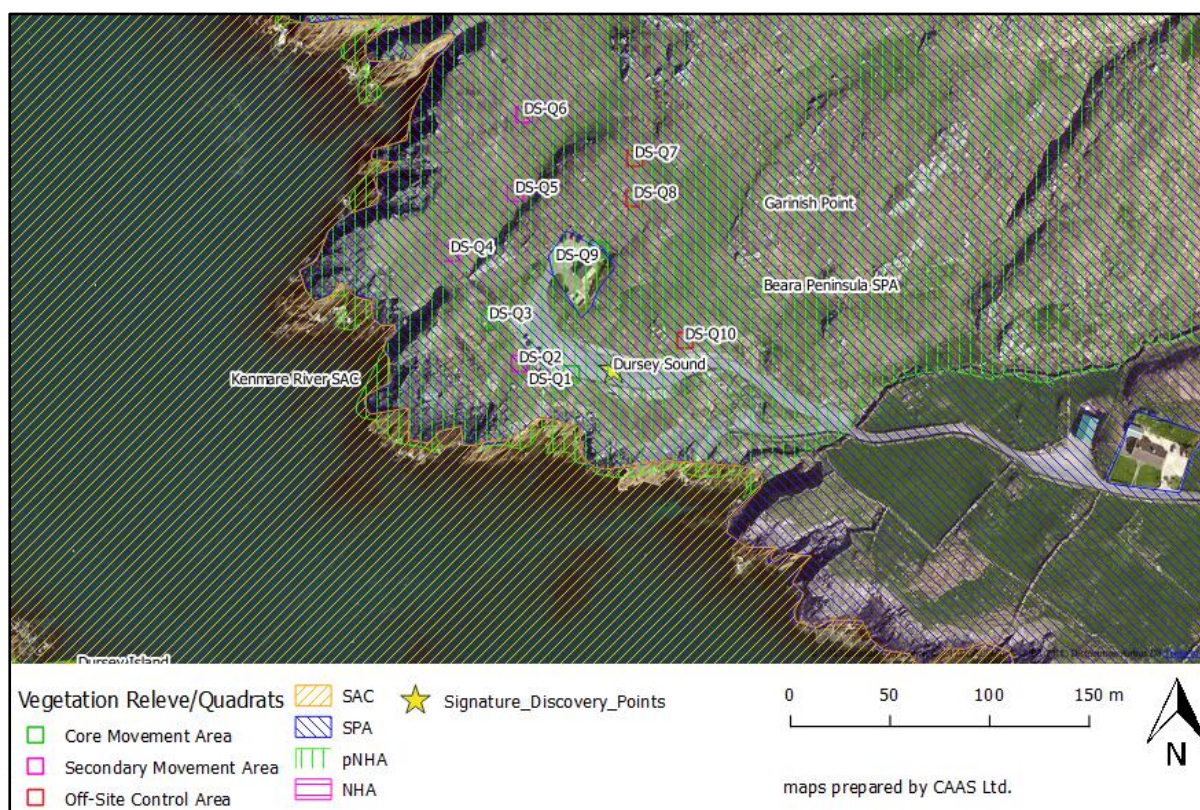 DS-Q6
DS-Q7
DS-Q5
DS-Q8
Garinish Point
DS-Q4
DS-Q9
Beara Peninsula SPA
DS-Q3
DS-Q10
DS-Q2
Dursey Sound
Kenmare River SAC
DS-Q1
Dursey Island
Vegetation Releve/Quadrats
Core Movement Area
Secondary Movement Area
Off-Site Control Area
SAC
SPA
pNHA
NHA
Signature_Discovery_Points
0 50 100 150 m
maps prepared by CAAS Ltd.
N